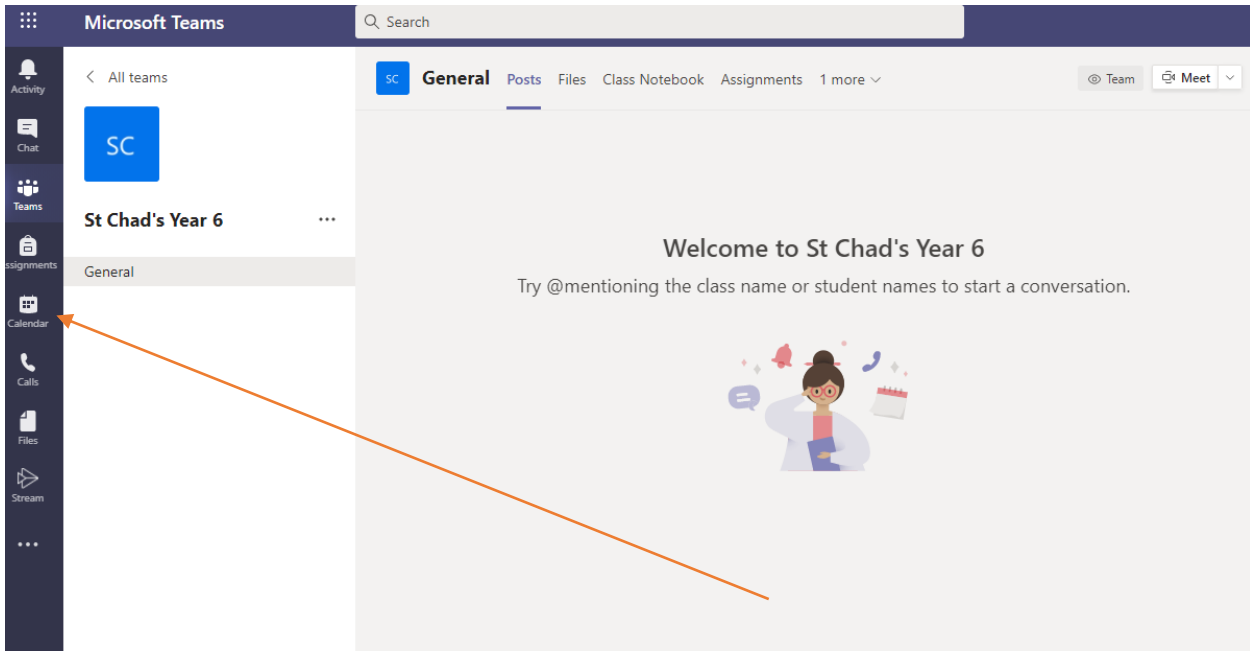 Microsoft Teams
Search
Activity
Chat
Teams
ssignments
Calendar
Calls
Files
Stream
All teams
SC
St Chad's Year 6
General
SC General Posts Files Class Notebook Assignments 1 more
Team Meet
Welcome to St Chad's Year 6
Try @mentioning the class name or student names to start a conversation.